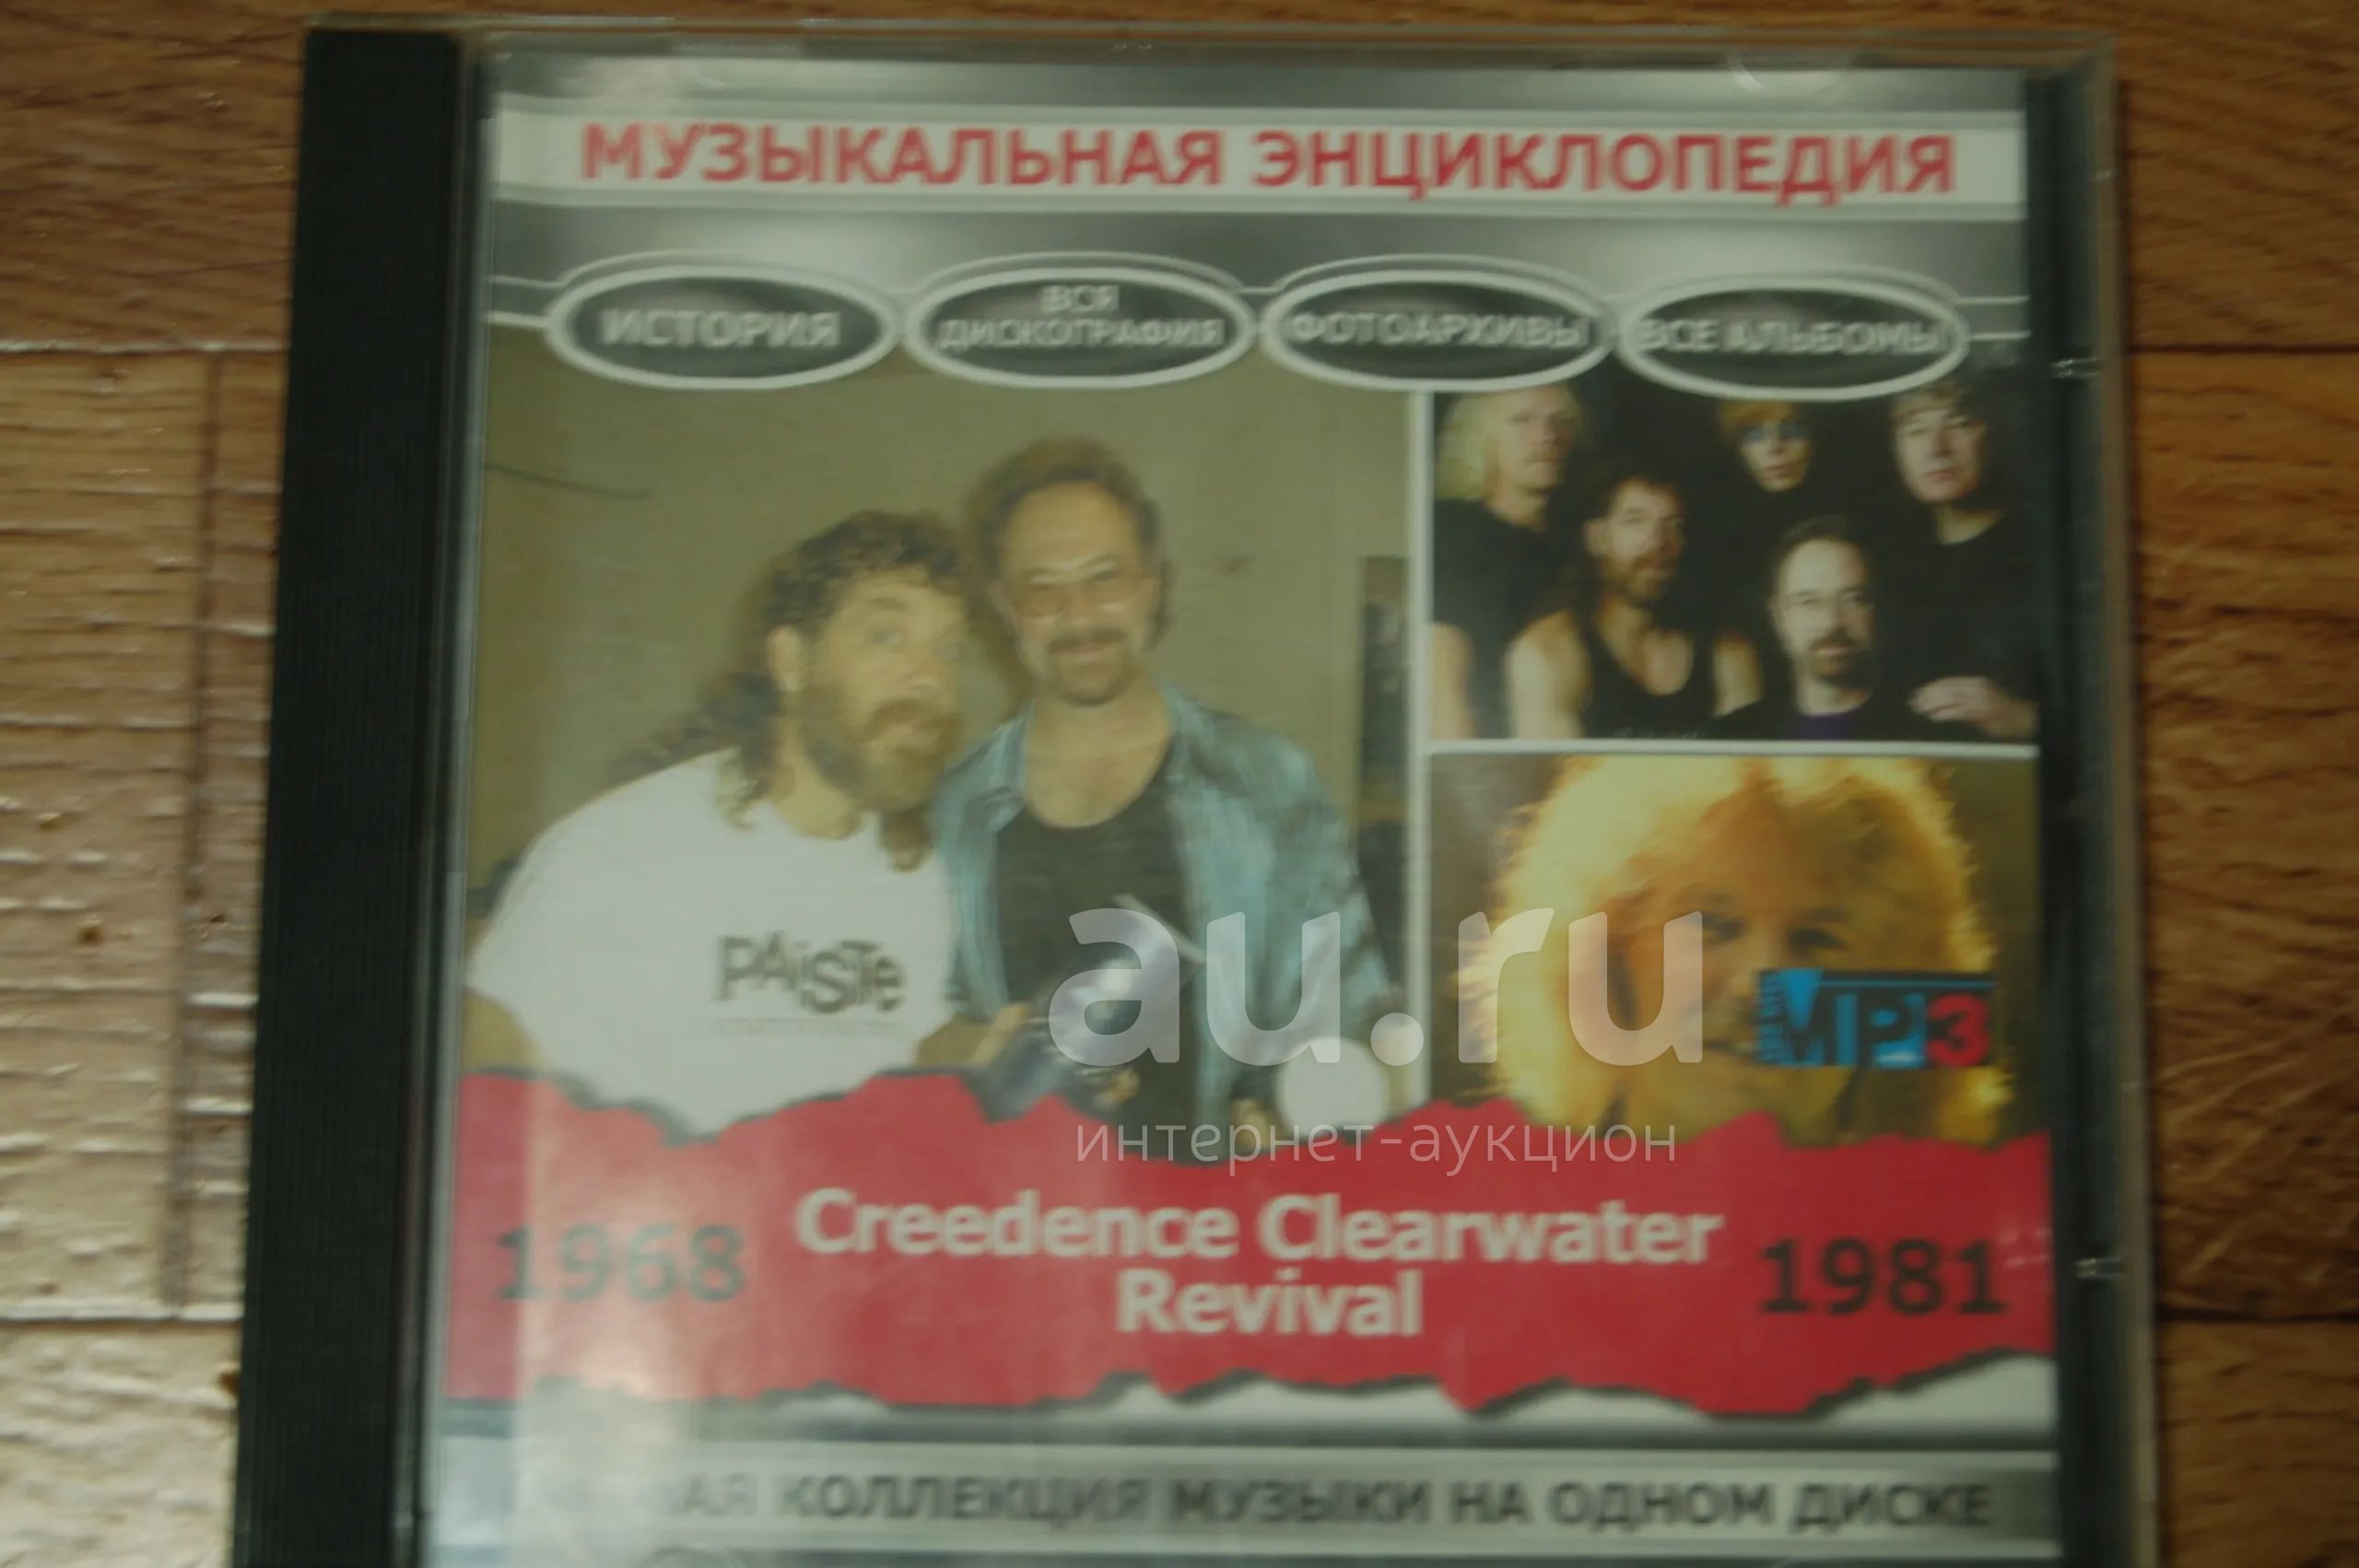 МУЗЫКАЛЬНАЯ ЭНЦИКЛОПЕДИЯ
ИСТОРИЯ
ВСЯ
ДИСКОГРАФИЯ
ФОТОАРХИВЫ
ВСЕ АЛЬБОМЫ
PAiSTe
au.ru
MP3
интернет-аукцион
1968
Creedence Clearwater
Revival
1981
КОЛЛЕКЦИЯ МУЗЫКИ НА ОДНОМ ДИСКЕ